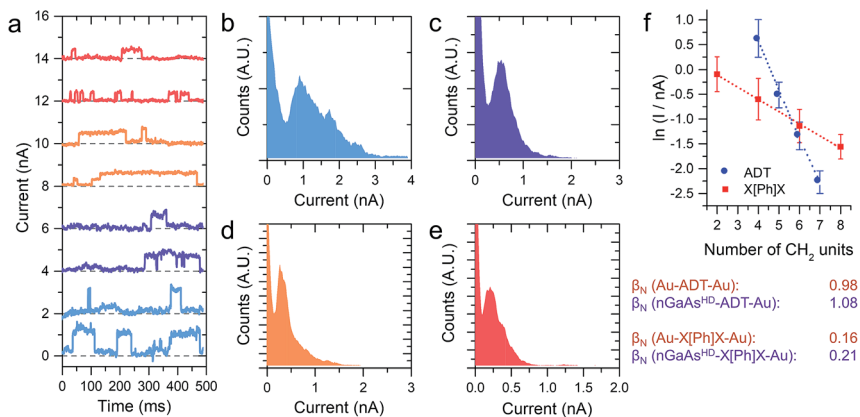 a
16
14
12
10
8
6
4
2
0
Current (nA)
0 100 200 300 400 500
Time (ms)
b
Counts (A.U.)
0 1 2 3 4
Current (nA)
c
Counts (A.U.)
0 1 2 3
Current (nA)
d
Counts (A.U.)
0 1 2 3
Current (nA)
e
Counts (A.U.)
0.0 0.5 1.0 1.5 2.0
Current (nA)
f
1.0
0.5
0.0
-0.5
-1.0
-1.5
-2.0
-2.5
ln (I / nA)
ADT
X[Ph]X
2 3 4 5 6 7 8
Number of CH₂ units
βN (Au-ADT-Au): 0.98
βN (nGaAsᴴᴰ-ADT-Au): 1.08
βN (Au-X[Ph]X-Au): 0.16
βN (nGaAsᴴᴰ-X[Ph]X-Au): 0.21